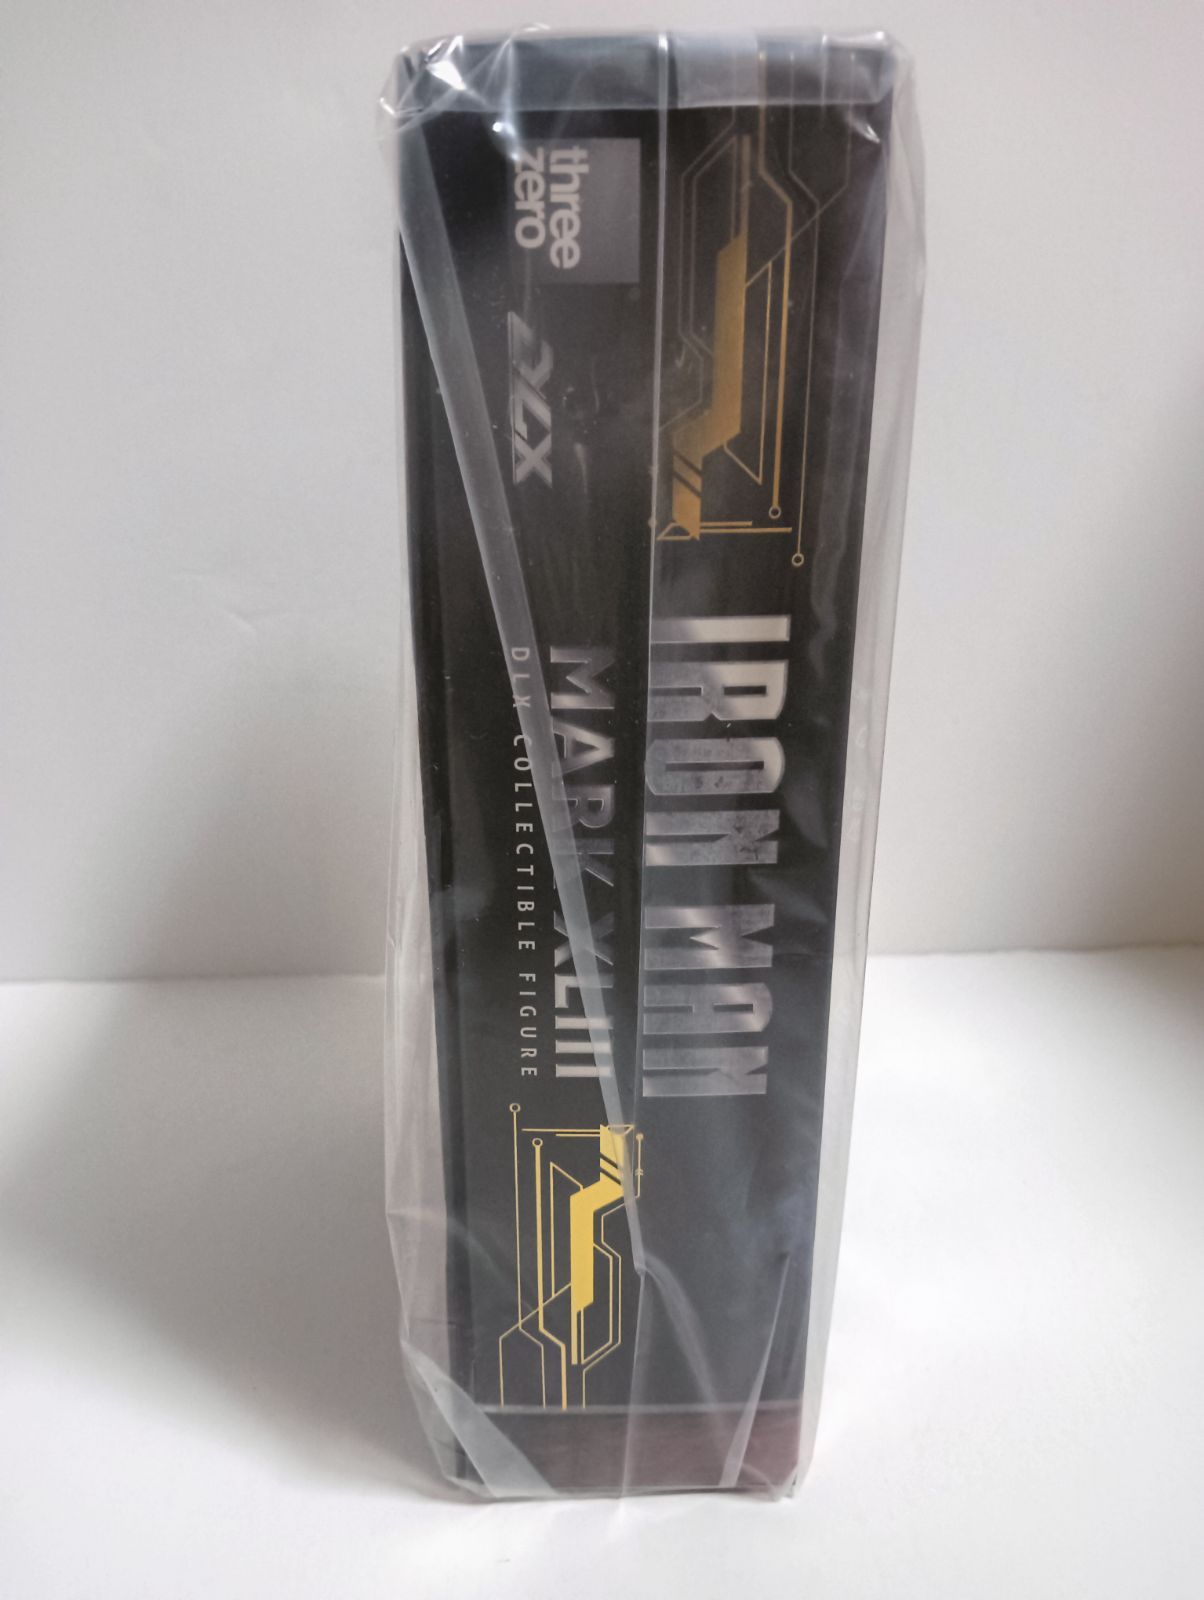 three
zero
DLX
IRON MAN
MARK XLIII
DLX COLLECTIBLE FIGURE